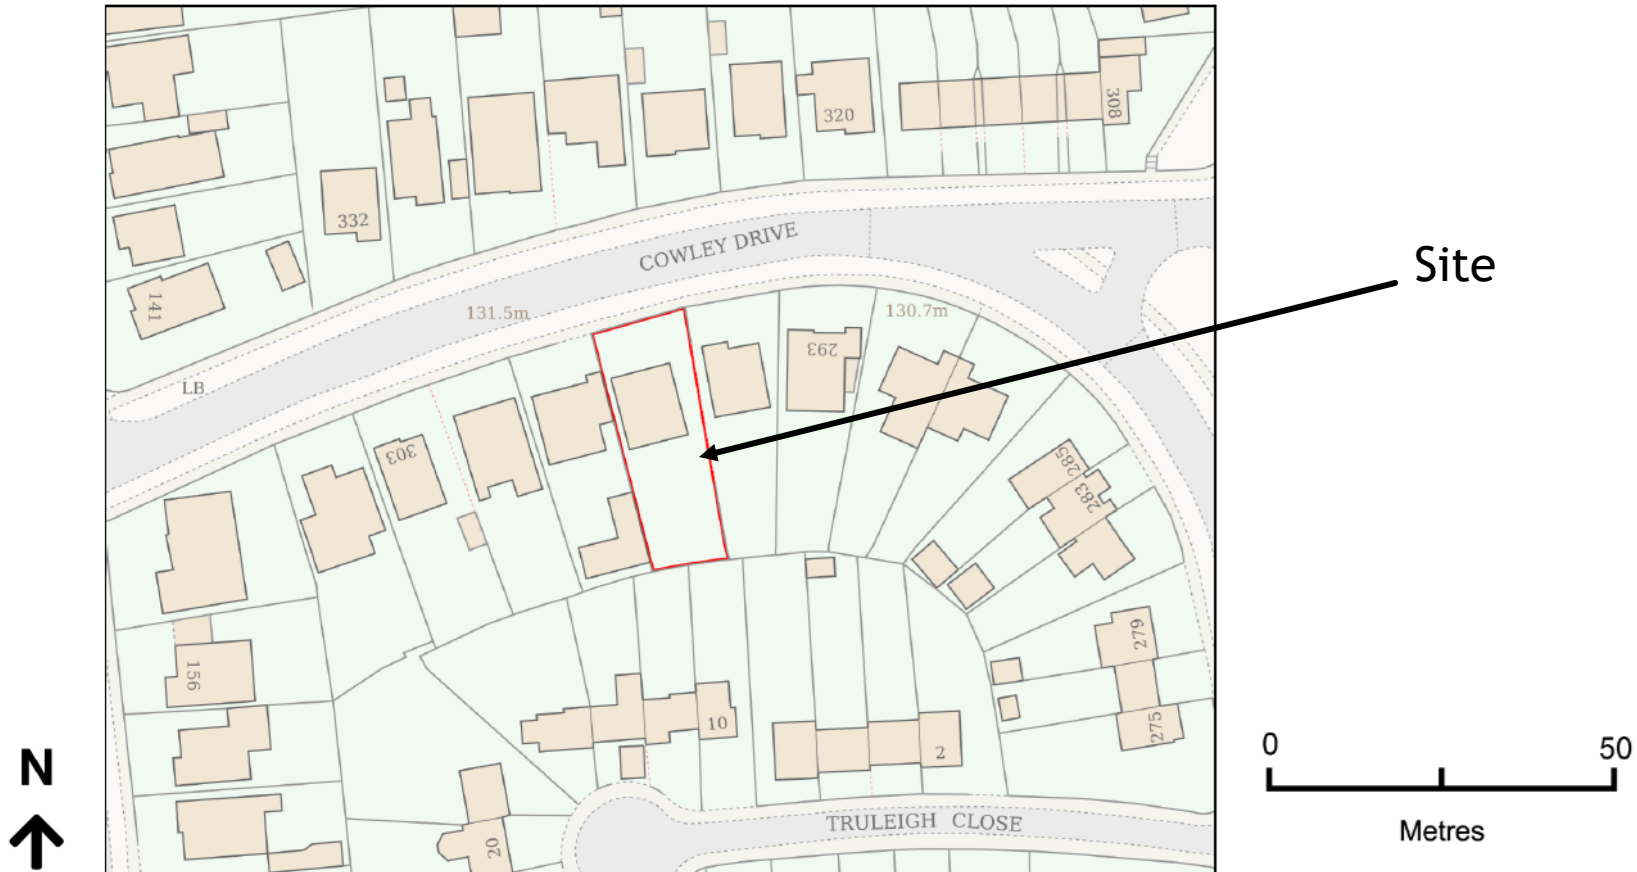 308
320
332
COWLEY DRIVE
Site
141
131.5m
130.7m
293
LB
303
285
283
279
156
275
10
2
0
50
N
Metres
TRULEIGH CLOSE
20